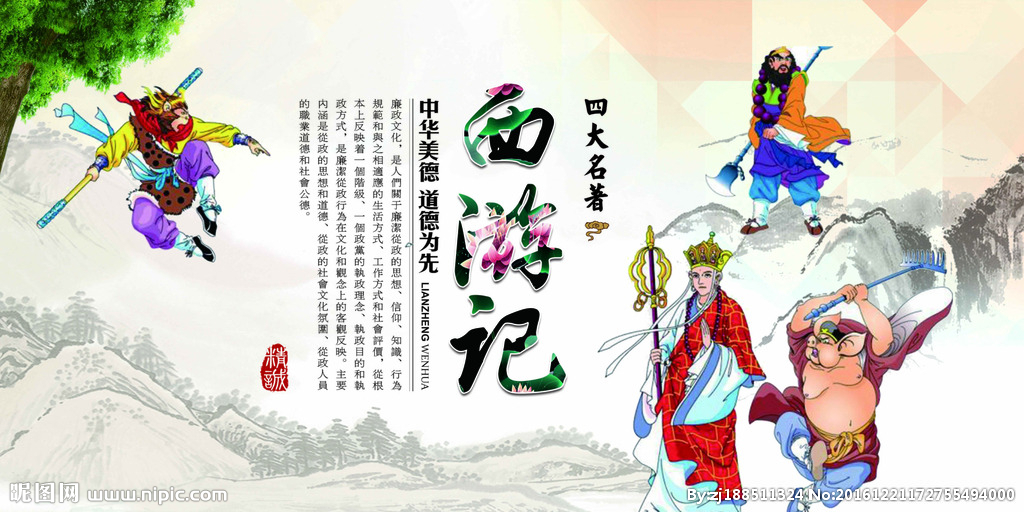 四大名著
西游记
中华美德 道德为先 LIANZHENG WENHUA
廉政文化，是人們關于廉潔從政的思想、信仰、知識、行為
規範和與之相適應的生活方式、工作方式和社會評價，從根
本上反映着一個階級、一個政黨的執政理念、執政目的和執
政方式，是廉潔從政行為在文化和觀念上的客觀反映。主要
內涵是從政的思想和道德、從政的社會文化氛圍、從政人員
的職業道德和社會公德。
精誠
昵图网 www.nipic.com
By:zj188511324 No:20161221172755494000